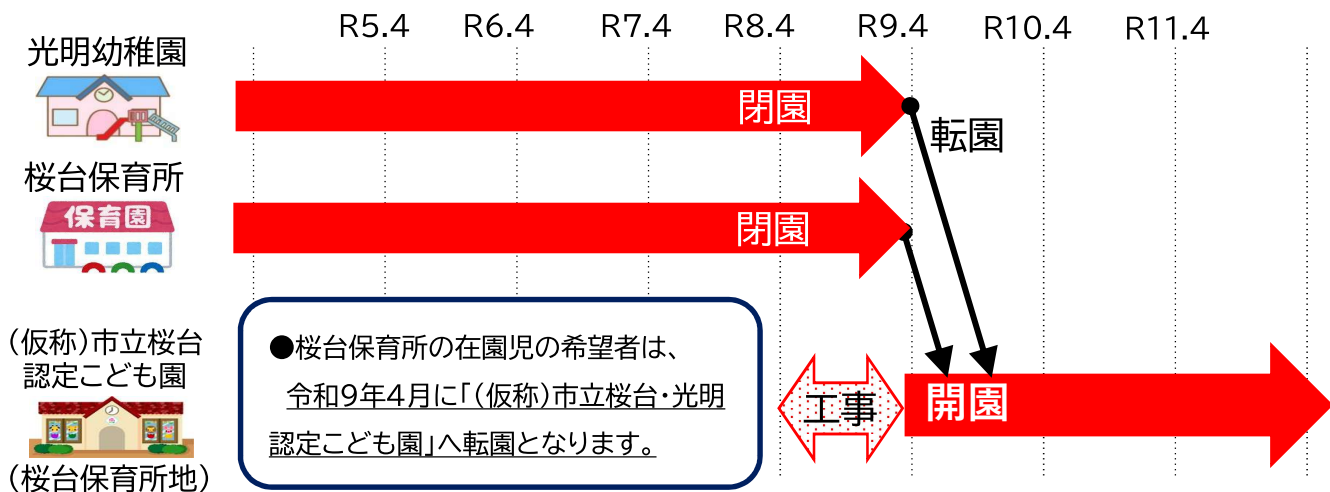 R5.4 R6.4 R7.4 R8.4 R9.4 R10.4 R11.4
光明幼稚園
閉園
転園
桜台保育所
保育園
閉園
(仮称)市立桜台
認定こども園
(桜台保育所地)
●桜台保育所の在園児の希望者は、
令和9年4月に「(仮称)市立桜台・光明
認定こども園」へ転園となります。
工事
開園